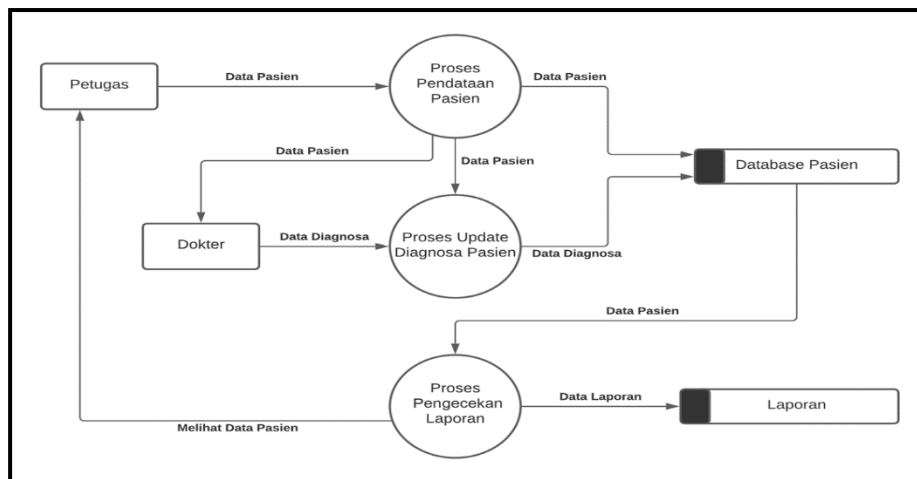 Petugas
Data Pasien
Proses
Pendataan
Pasien
Data Pasien
Data Pasien
Data Pasien
Database Pasien
Dokter
Data Diagnosa
Proses Update
Diagnosa Pasien
Data Diagnosa
Data Pasien
Proses
Pengecekan
Laporan
Data Laporan
Laporan
Melihat Data Pasien